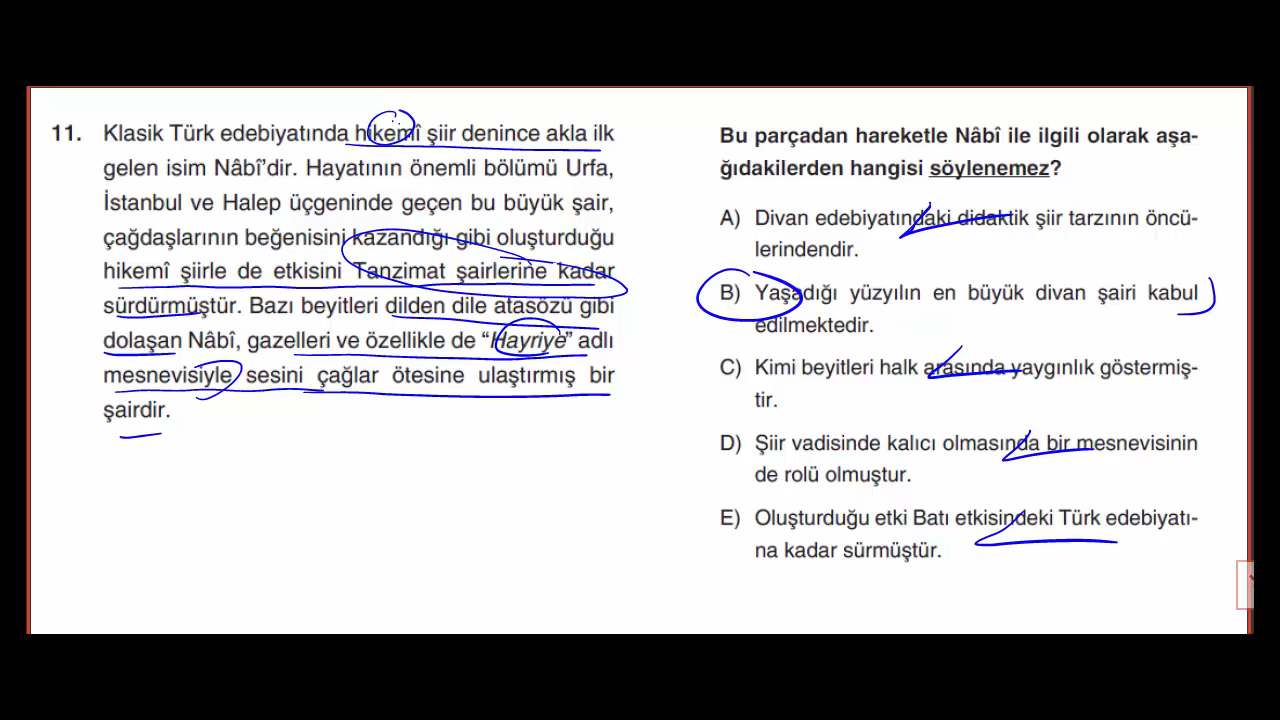 11. Klasik Türk edebiyatında hikemî şiir denince akla ilk
gelen isim Nâbî’dir. Hayatının önemli bölümü Urfa,
İstanbul ve Halep üçgeninde geçen bu büyük şair,
çağdaşlarının beğenisini kazandığı gibi oluşturduğu
hikemî şiirle de etkisini Tanzimat şairlerine kadar
sürdürmüştür. Bazı beyitleri dilden dile atasözü gibi
dolaşan Nâbî, gazelleri ve özellikle de “Hayriye” adlı
mesnevisiyle sesini çağlar ötesine ulaştırmış bir
şairdir.
Bu parçadan hareketle Nâbî ile ilgili olarak aşa-
ğıdakilerden hangisi söylenemez?
A) Divan edebiyatındaki didaktik şiir tarzının öncü-
lerindendir.
B) Yaşadığı yüzyılın en büyük divan şairi kabul
edilmektedir.
C) Kimi beyitleri halk arasında yaygınlık göstermiş-
tir.
D) Şiir vadisinde kalıcı olmasında bir mesnevisinin
de rolü olmuştur.
E) Oluşturduğu etki Batı etkisindeki Türk edebiyatı-
na kadar sürmüştür.